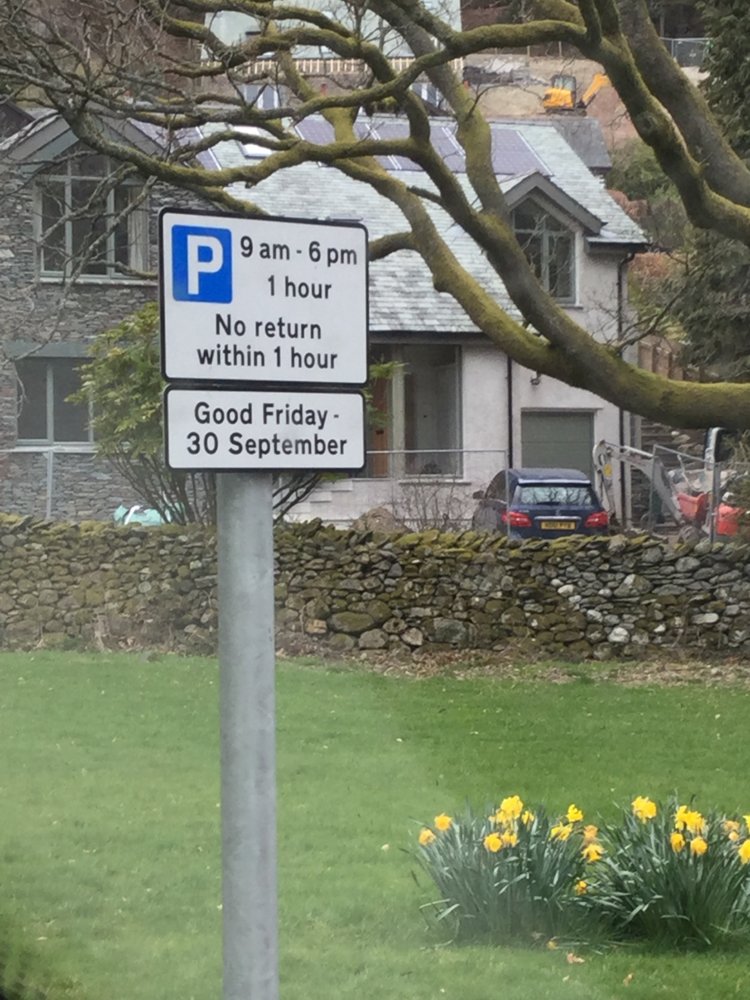 P 9 am - 6 pm
1 hour
No return
within 1 hour
Good Friday -
30 September